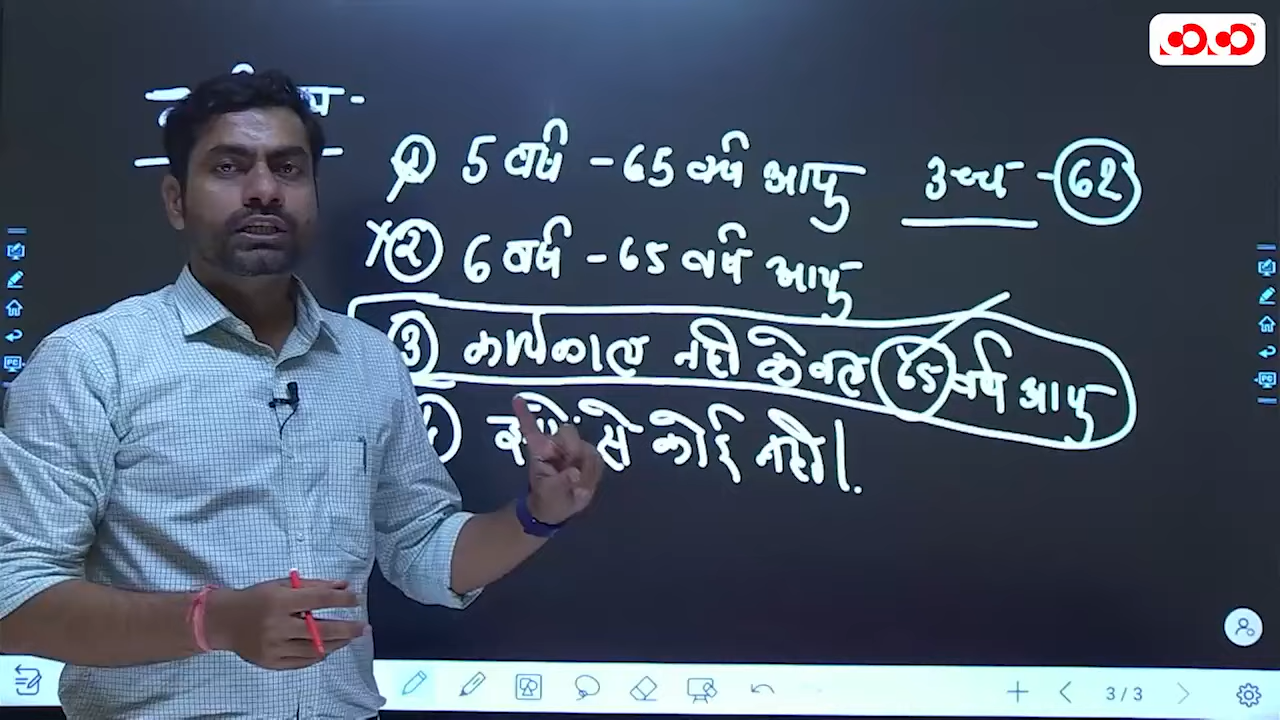 ① 5 वर्ष - 65 वर्ष आयु उच्च - 62
② 6 वर्ष - 65 वर्ष आयु
③ कार्यकाल नही केवल 65 वर्ष आयु
से कोई नही।
3 / 3